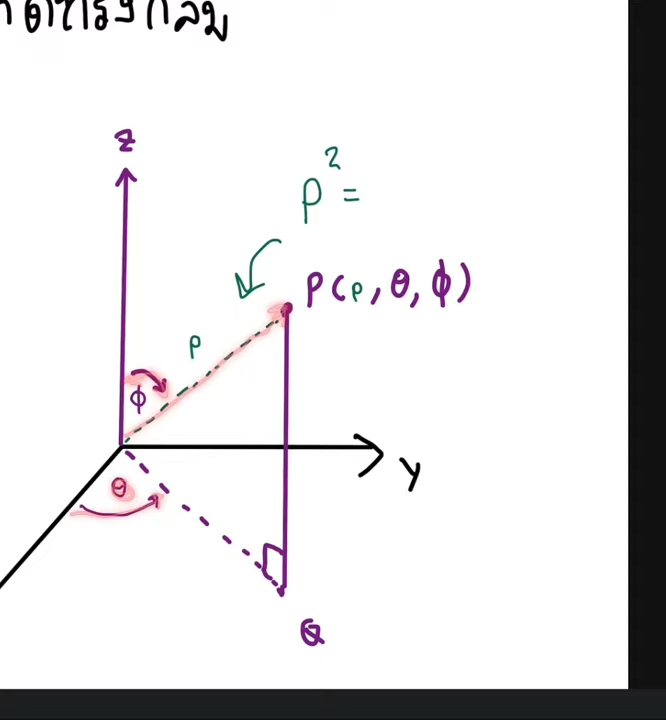 z
ρ² =
P(ρ, θ, φ)
ρ
φ
y
θ
Q